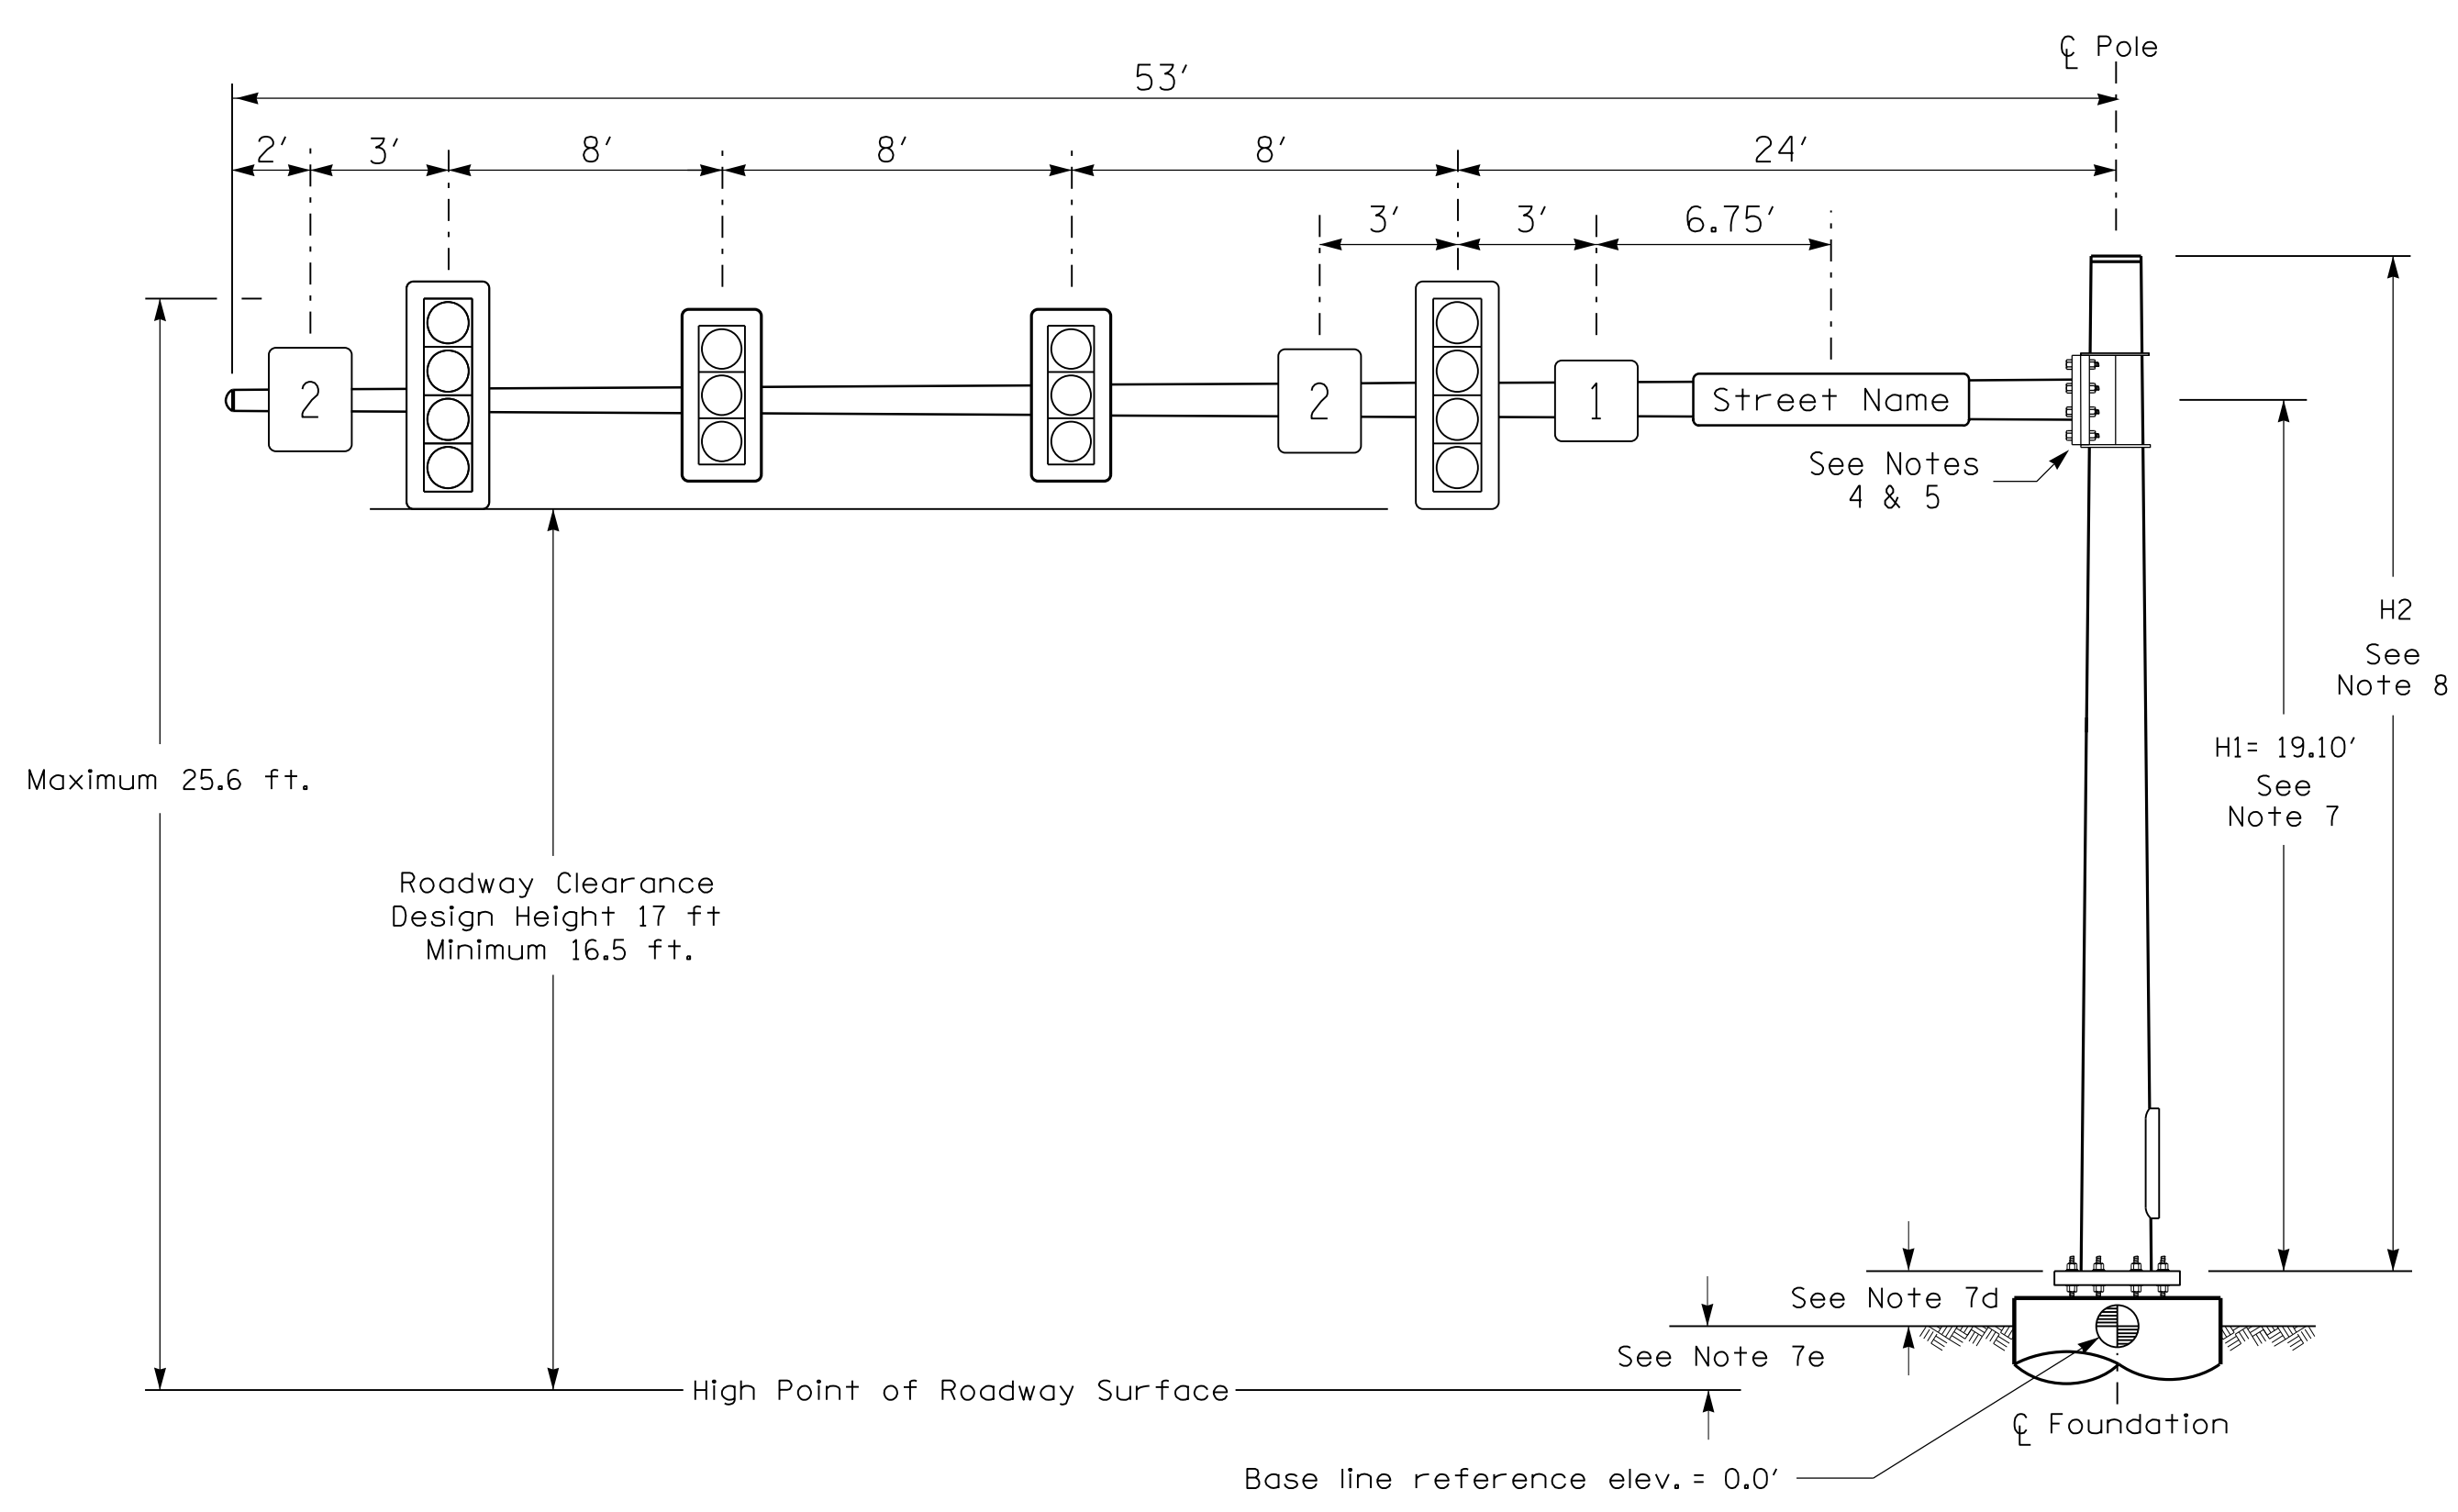 ℄ Pole
53'
2' 3' 8' 8' 8' 24'
3' 3' 6.75'
2 2 1 Street Name
See Notes
4 & 5
H2
See
Note 8
H1= 19.10'
See
Note 7
Maximum 25.6 ft.
Roadway Clearance
Design Height 17 ft
Minimum 16.5 ft.
See Note 7d
See Note 7e
High Point of Roadway Surface
℄ Foundation
Base line reference elev. = 0.0'